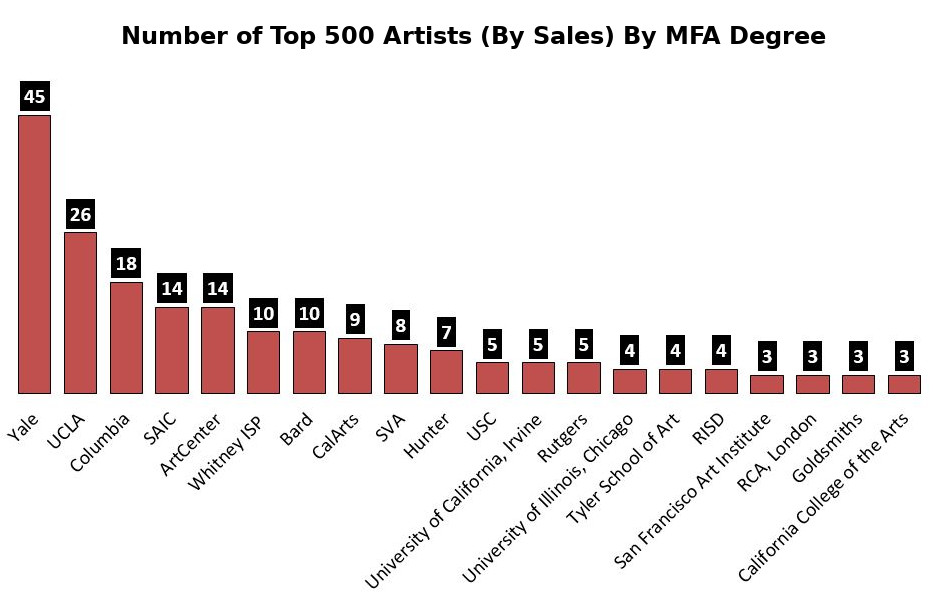 Number of Top 500 Artists (By Sales) By MFA Degree
45
26
18
14
14
10
10
9
8
7
5
5
5
4
4
4
3
3
3
3
Yale
UCLA
Columbia
SAIC
ArtCenter
Whitney ISP
Bard
CalArts
SVA
Hunter
USC
University of California, Irvine
Rutgers
University of Illinois, Chicago
Tyler School of Art
RISD
San Francisco Art Institute
RCA, London
Goldsmiths
California College of the Arts